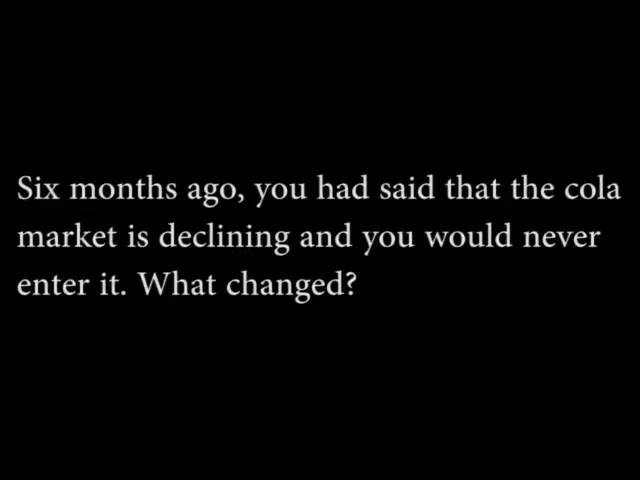 Six months ago, you had said that the cola
market is declining and you would never
enter it. What changed?